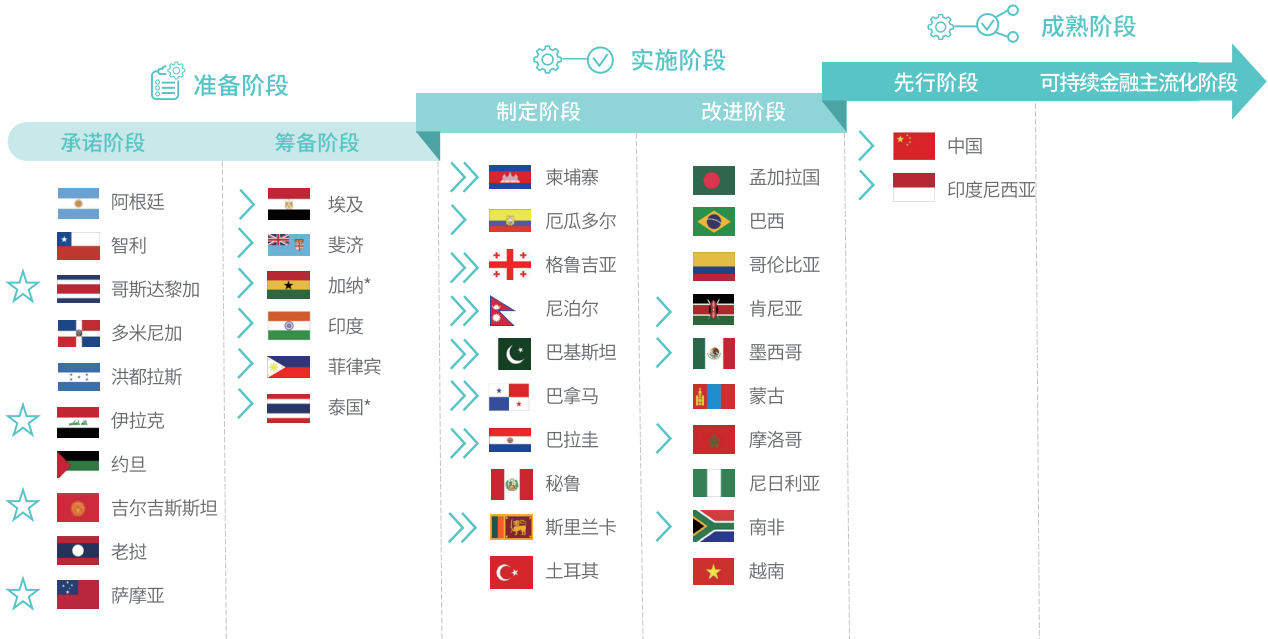 准备阶段
实施阶段
成熟阶段
承诺阶段
筹备阶段
制定阶段
改进阶段
先行阶段
可持续金融主流化阶段
阿根廷
智利
哥斯达黎加
多米尼加
洪都拉斯
伊拉克
约旦
吉尔吉斯斯坦
老挝
萨摩亚
埃及
斐济
加纳*
印度
菲律宾
泰国*
柬埔寨
厄瓜多尔
格鲁吉亚
尼泊尔
巴基斯坦
巴拿马
巴拉圭
秘鲁
斯里兰卡
土耳其
孟加拉国
巴西
哥伦比亚
肯尼亚
墨西哥
蒙古
摩洛哥
尼日利亚
南非
越南
中国
印度尼西亚